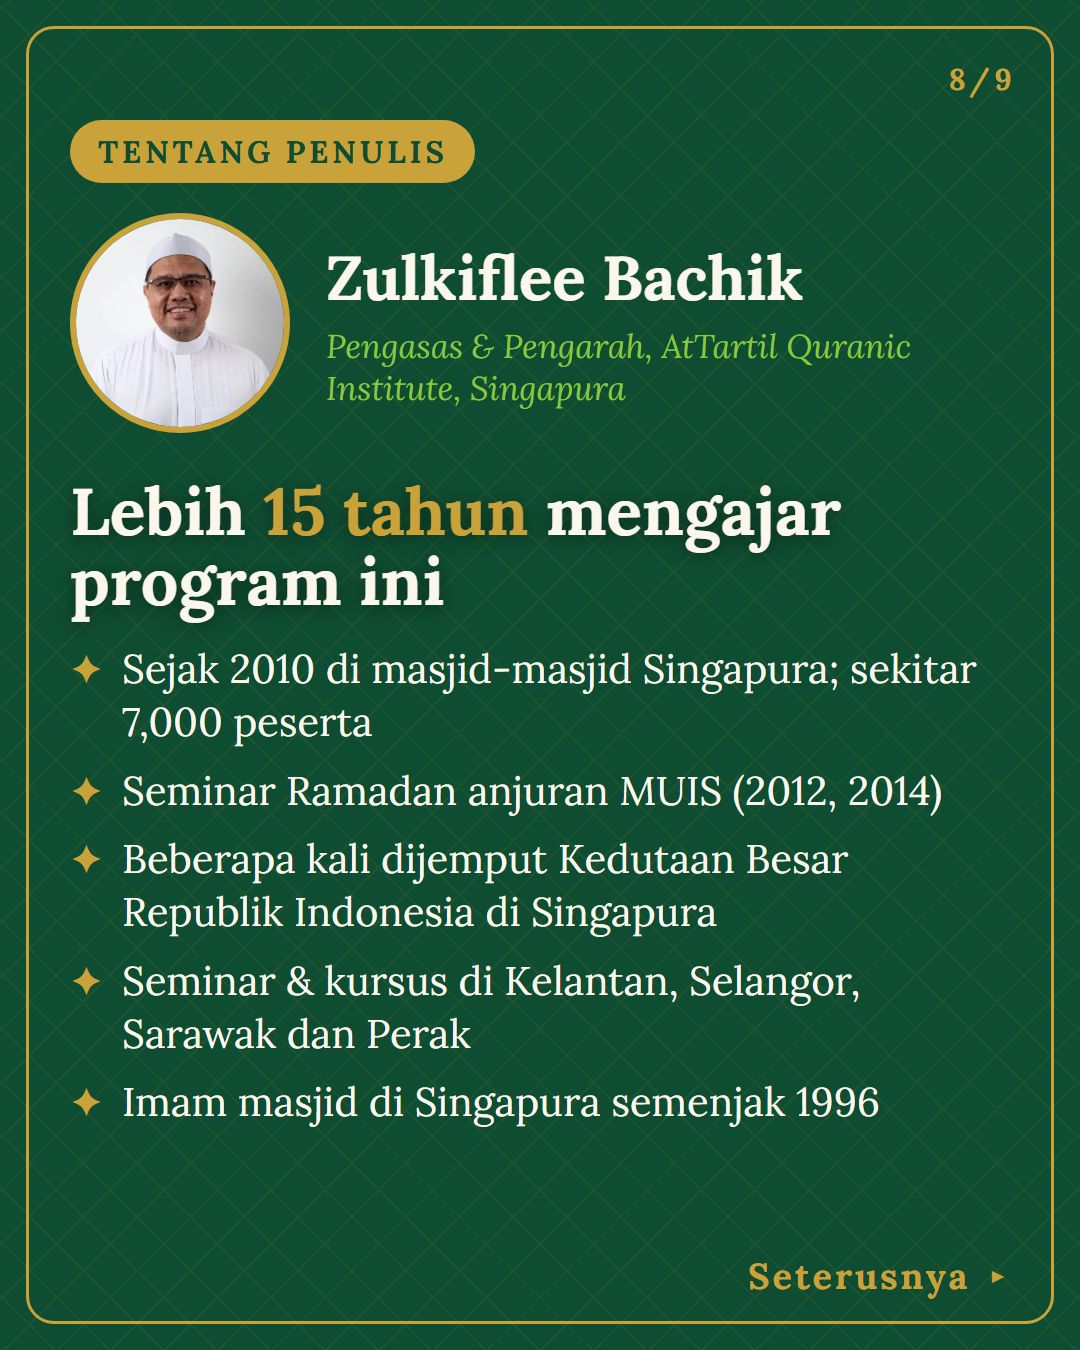 8/9
TENTANG PENULIS
Zulkiflee Bachik
Pengasas & Pengarah, AtTartil Quranic
Institute, Singapura
Lebih 15 tahun mengajar
program ini
✦ Sejak 2010 di masjid-masjid Singapura; sekitar
7,000 peserta
✦ Seminar Ramadan anjuran MUIS (2012, 2014)
✦ Beberapa kali dijemput Kedutaan Besar
Republik Indonesia di Singapura
✦ Seminar & kursus di Kelantan, Selangor,
Sarawak dan Perak
✦ Imam masjid di Singapura semenjak 1996
Seterusnya ▸